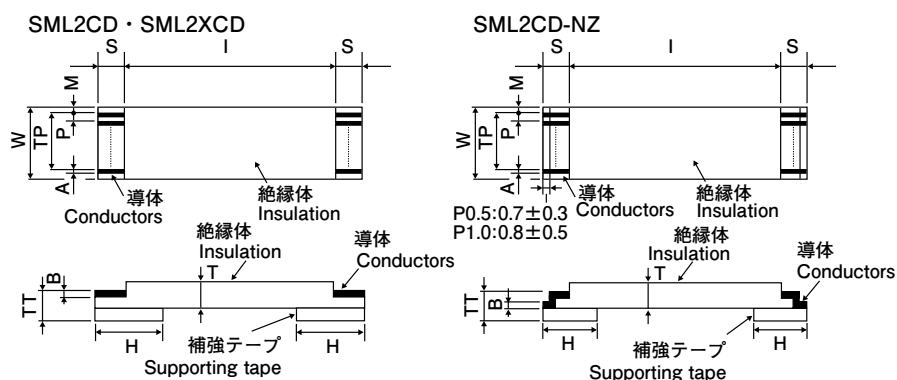 SML2CD・SML2XCD
S
I
S
M
W
TP
P
A
導体
Conductors
絶縁体
Insulation
絶縁体
Insulation
導体
Conductors
T
B
TT
H
H
補強テープ
Supporting tape
SML2CD-NZ
S
I
S
M
W
TP
P
A
導体
Conductors
絶縁体
Insulation
P0.5:0.7±0.3
P1.0:0.8±0.5
絶縁体
Insulation
導体
Conductors
T
B
TT
H
H
補強テープ
Supporting tape